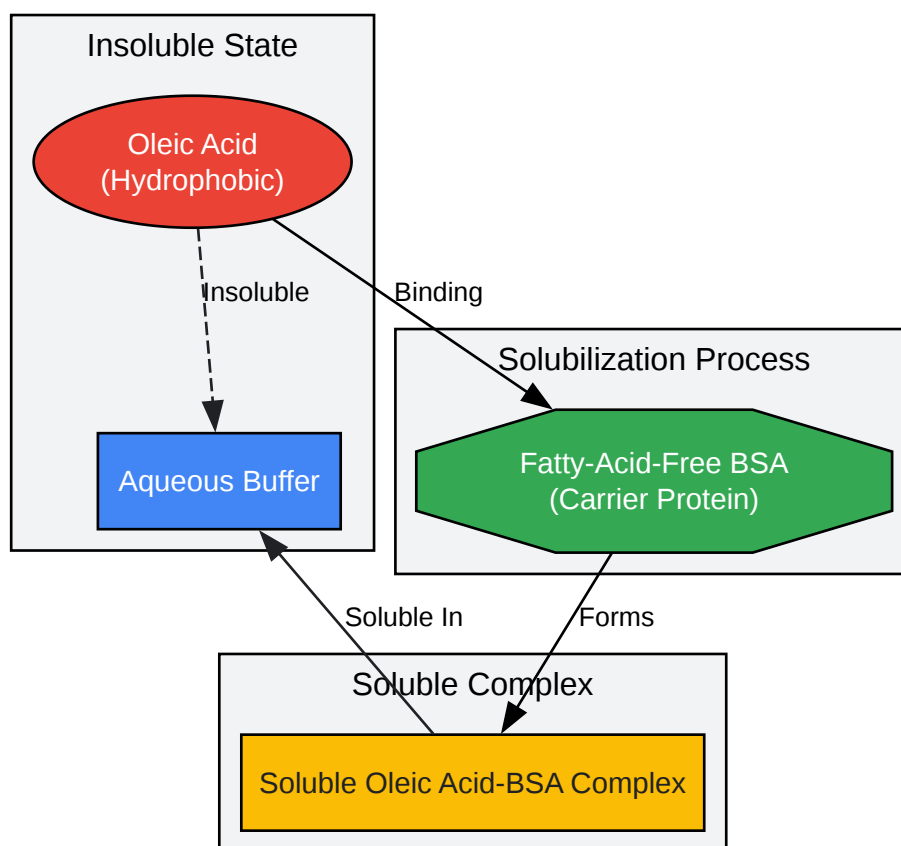 Insoluble State
Oleic Acid
(Hydrophobic)
Insoluble
Binding
Solubilization Process
Aqueous Buffer
Fatty-Acid-Free BSA
(Carrier Protein)
Soluble In
Forms
Soluble Complex
Soluble Oleic Acid-BSA Complex